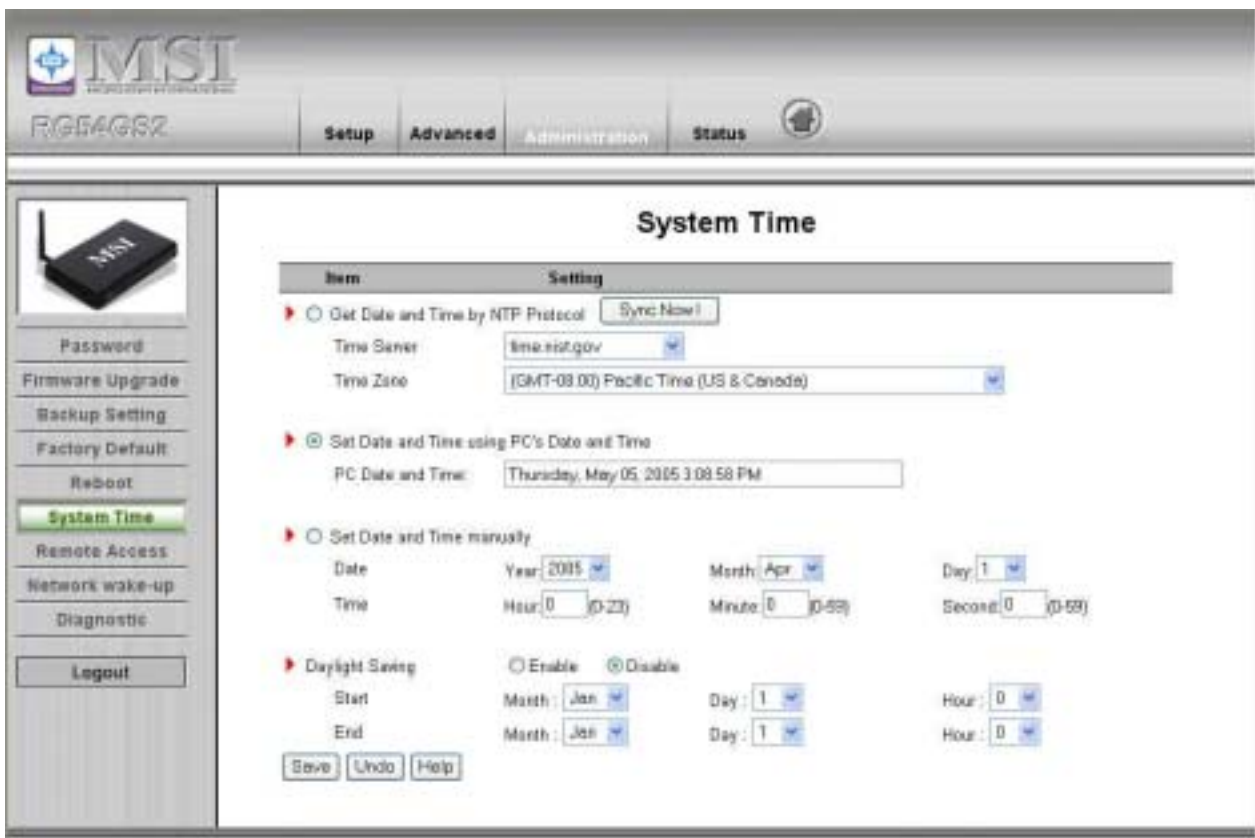 MSI
MICRO-STAR INTERNATIONAL
RG54GS2
Setup Advanced Administration Status
MSI
Password
Firmware Upgrade
Backup Setting
Factory Default
Reboot
System Time
Remote Access
Network wake-up
Diagnostic
Logout
System Time
Item Setting
Get Date and Time by NTP Protocol Sync Now!
Time Server time.nist.gov
Time Zone (GMT-08:00) Pacific Time (US & Canada)
Set Date and Time using PC's Date and Time
PC Date and Time: Thursday, May 05, 2005 3:08:58 PM
Set Date and Time manually
Date Year: 2005 Month: Apr Day: 1
Time Hour: 0 (0-23) Minute: 0 (0-59) Second: 0 (0-59)
Daylight Saving Enable Disable
Start Month : Jan Day : 1 Hour : 0
End Month : Jan Day : 1 Hour : 0
Save Undo Help